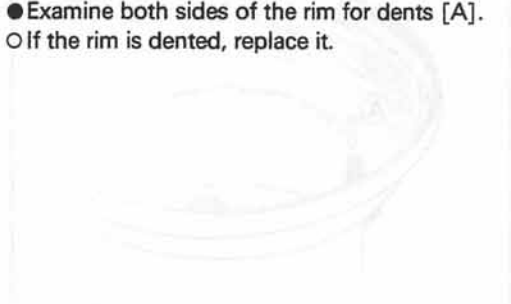 ●Examine both sides of the rim for dents [A].
○If the rim is dented, replace it.